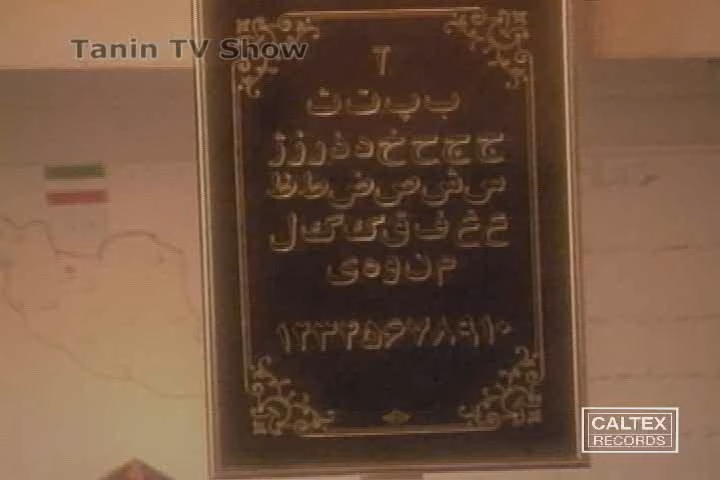 Tanin TV Show
آ
ب پ ت ث
ج چ ح خ د ذ ر ز ژ
س ش ص ض ط ظ
ع غ ف ق ک گ ل
م ن و ه ی
۱۲۳۴۵۶۷۸۹۱۰
CALTEX
RECORDS